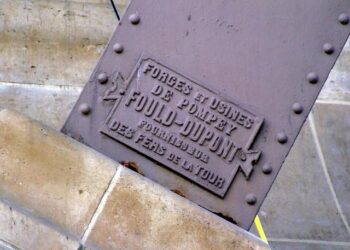 FORGES ET USINES
DE POMPEY
FOULD-DUPONT
FOURNISSEUR
DES FERS DE LA TOUR